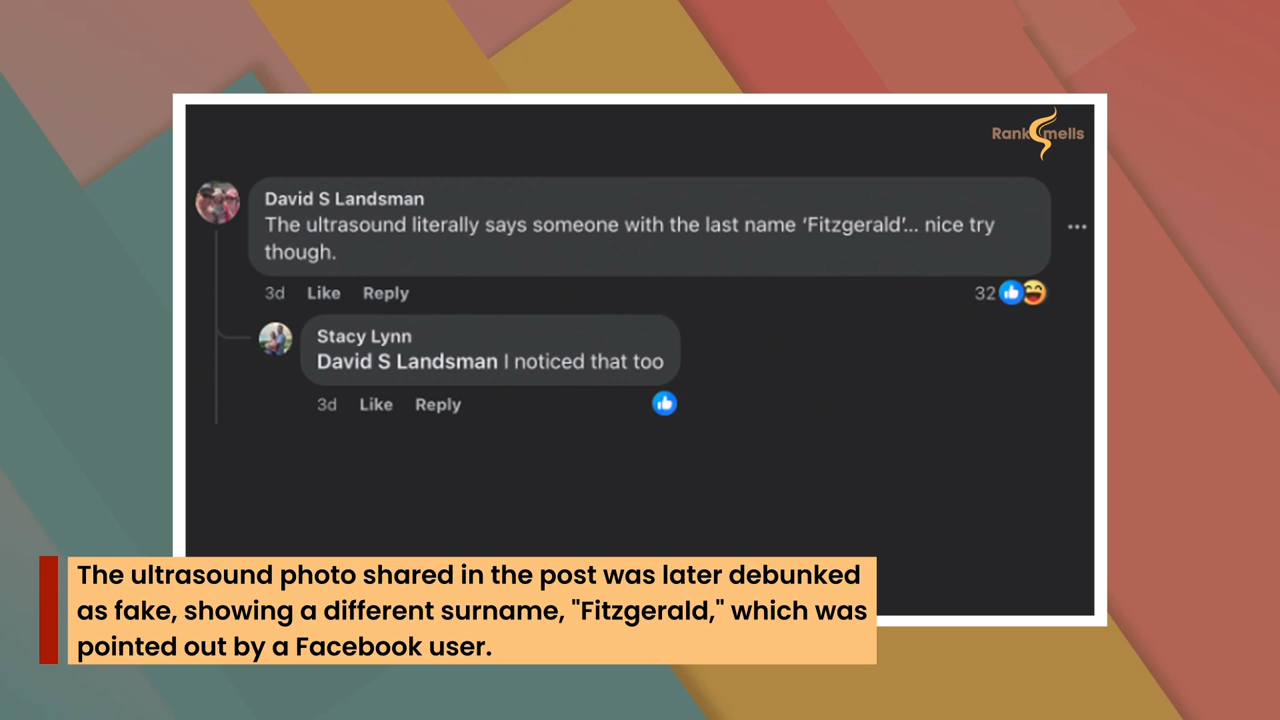 Rank Smells
David S Landsman
The ultrasound literally says someone with the last name ‘Fitzgerald’... nice try
though.
3d Like Reply 32
Stacy Lynn
David S Landsman I noticed that too
3d Like Reply
The ultrasound photo shared in the post was later debunked
as fake, showing a different surname, "Fitzgerald," which was
pointed out by a Facebook user.